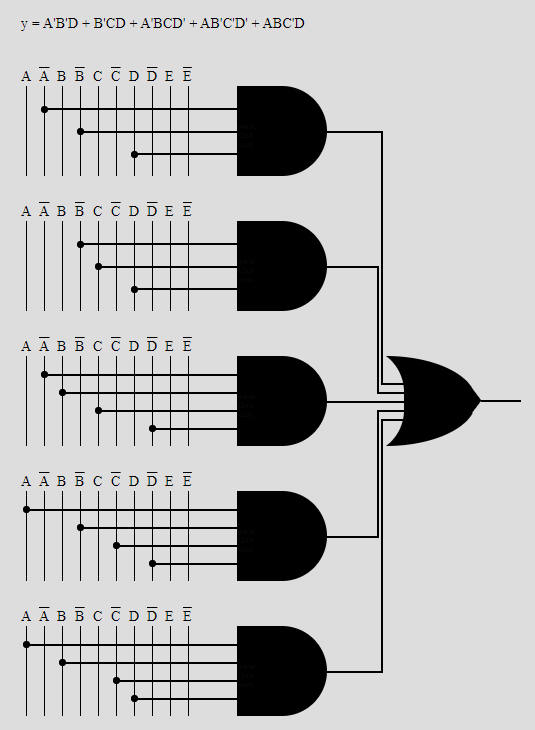 y = A'B'D + B'CD + A'BCD' + AB'C'D' + ABC'D
A A̅ B B̅ C C̅ D D̅ E E̅
A A̅ B B̅ C C̅ D D̅ E E̅
A A̅ B B̅ C C̅ D D̅ E E̅
A A̅ B B̅ C C̅ D D̅ E E̅
A A̅ B B̅ C C̅ D D̅ E E̅